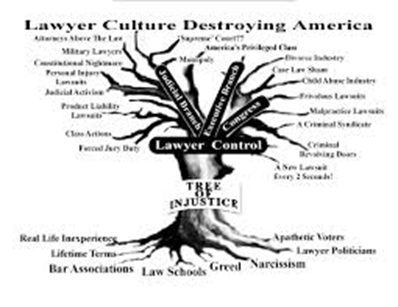 Lawyer Culture Destroying America
Attorneys Above The Law
'Supreme' Court??
America's Privileged Class
Military Lawyers
Monopoly
Divorce Industry
Constitutional Nightmare
Case Law Sham
Personal Injury
Lawsuits
Child Abuse Industry
Judicial Activism
Frivolous Lawsuits
Judicial Branch
Executive Branch
Congress
Product Liability
Lawsuits
Malpractice Lawsuits
A Criminal Syndicate
Class Actions
Forced Jury Duty
Lawyer Control
Criminal
Revolving Doors
A New Lawsuit
Every 2 Seconds!
TREE
OF
INJUSTICE
Real Life Inexperience
Apathetic Voters
Lifetime Terms
Lawyer Politicians
Bar Associations
Law Schools
Greed
Narcissism